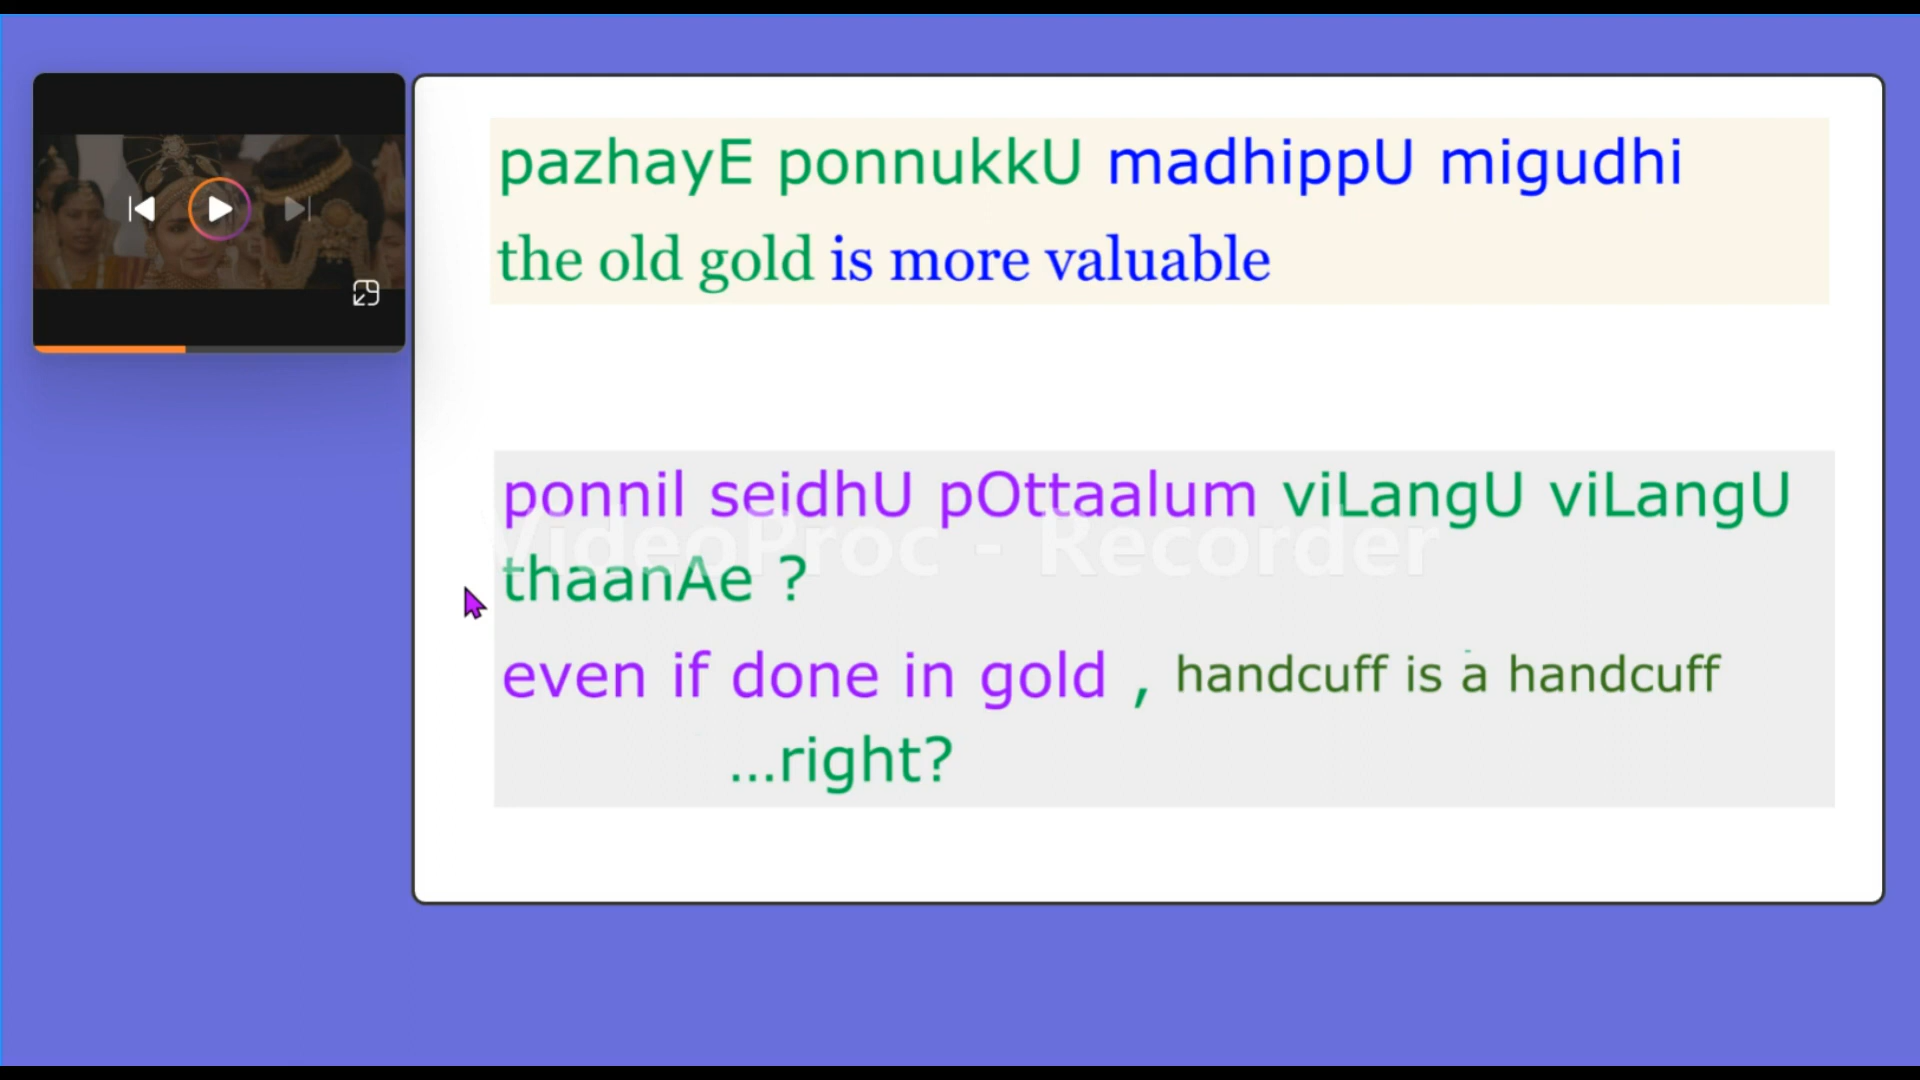 pazhayE ponnukkU madhippU migudhi
the old gold is more valuable
ponnil seidhU pOttaalum viLangU viLangU
thaanAe ?
VideoProc - Recorder
even if done in gold , handcuff is a handcuff
...right?